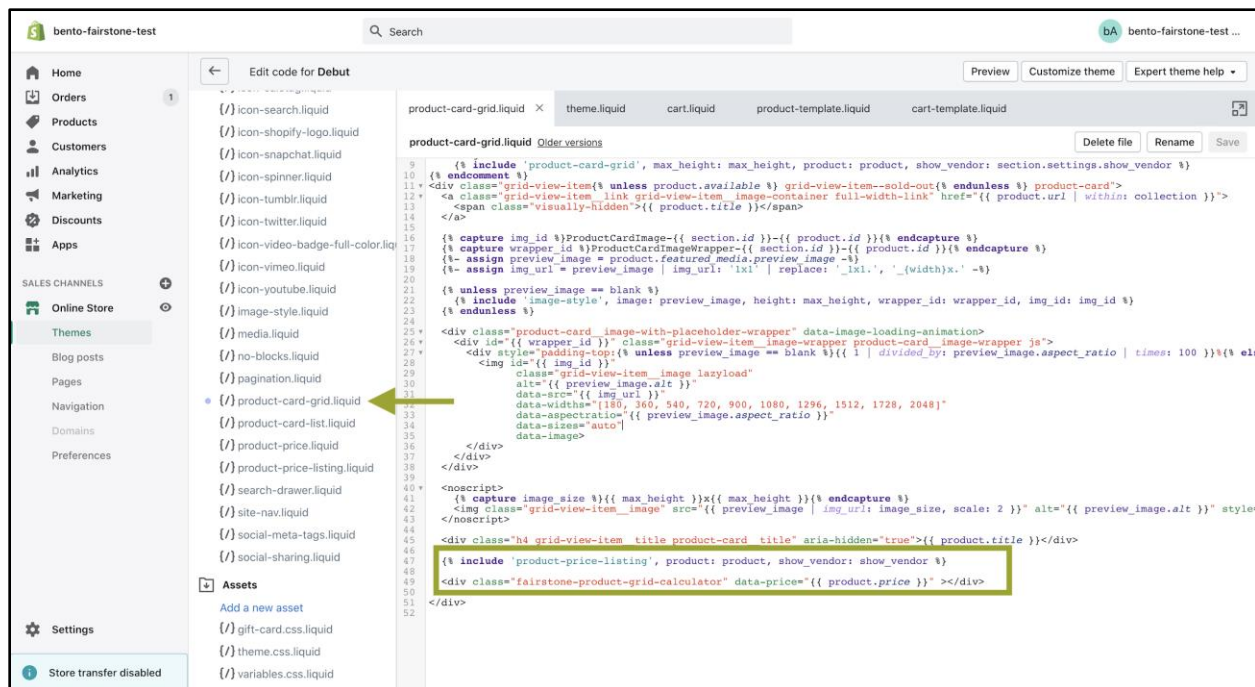 bento-fairstone-test
Search
bA bento-fairstone-test ...
Home
Orders 1
Products
Customers
Analytics
Marketing
Discounts
Apps
SALES CHANNELS
Online Store
Themes
Blog posts
Pages
Navigation
Domains
Preferences
Settings
Store transfer disabled
Edit code for Debut
Preview
Customize theme
Expert theme help
{/} icon-search.liquid
{/} icon-shopify-logo.liquid
{/} icon-snapchat.liquid
{/} icon-spinner.liquid
{/} icon-tumblr.liquid
{/} icon-twitter.liquid
{/} icon-video-badge-full-color.liq
{/} icon-vimeo.liquid
{/} icon-youtube.liquid
{/} image-style.liquid
{/} media.liquid
{/} no-blocks.liquid
{/} pagination.liquid
{/} product-card-grid.liquid
{/} product-card-list.liquid
{/} product-price.liquid
{/} product-price-listing.liquid
{/} search-drawer.liquid
{/} site-nav.liquid
{/} social-meta-tags.liquid
{/} social-sharing.liquid
Assets
Add a new asset
{/} gift-card.css.liquid
{/} theme.css.liquid
{/} variables.css.liquid
product-card-grid.liquid × theme.liquid cart.liquid product-template.liquid cart-template.liquid
product-card-grid.liquid Older versions
Delete file Rename Save
9 {% include 'product-card-grid', max_height: max_height, product: product, show_vendor: section.settings.show_vendor %}
10 {% endcomment %}
11 <div class="grid-view-item{% unless product.available %} grid-view-item--sold-out{% endunless %} product-card">
12 <a class="grid-view-item__link grid-view-item__image-container full-width-link" href="{{ product.url | within: collection }}">
13 <span class="visually-hidden">{{ product.title }}</span>
14 </a>
15
16 {% capture img_id %}ProductCardImage-{{ section.id }}-{{ product.id }}{% endcapture %}
17 {% capture wrapper_id %}ProductCardImageWrapper-{{ section.id }}-{{ product.id }}{% endcapture %}
18 {%- assign preview_image = product.featured_media.preview_image -%}
19 {%- assign img_url = preview_image | img_url: '1x1' | replace: '_1x1.', '_{width}x.' -%}
20
21 {% unless preview_image == blank %}
22 {% include 'image-style', image: preview_image, height: max_height, wrapper_id: wrapper_id, img_id: img_id %}
23 {% endunless %}
24
25 <div class="product-card__image-with-placeholder-wrapper" data-image-loading-animation>
26 <div id="{{ wrapper_id }}" class="grid-view-item__image-wrapper product-card__image-wrapper js">
27 <div style="padding-top:{% unless preview_image == blank %}{{ 1 | divided_by: preview_image.aspect_ratio | times: 100 }}%{% els
28 <img id="{{ img_id }}"
29 class="grid-view-item__image lazyload"
30 alt="{{ preview_image.alt }}"
31 data-src="{{ img_url }}"
32 data-widths="[180, 360, 540, 720, 900, 1080, 1296, 1512, 1728, 2048]"
33 data-aspectratio="{{ preview_image.aspect_ratio }}"
34 data-sizes="auto"
35 data-image>
36 </div>
37 </div>
38 </div>
39
40 <noscript>
41 {% capture image_size %}{{ max_height }}x{{ max_height }}{% endcapture %}
42 <img class="grid-view-item__image" src="{{ preview_image | img_url: image_size, scale: 2 }}" alt="{{ preview_image.alt }}" style
43 </noscript>
44
45 <div class="h4 grid-view-item__title product-card__title" aria-hidden="true">{{ product.title }}</div>
46
47 {% include 'product-price-listing', product: product, show_vendor: show_vendor %}
48
49 <div class="fairstone-product-grid-calculator" data-price="{{ product.price }}" ></div>
50
51 </div>
52